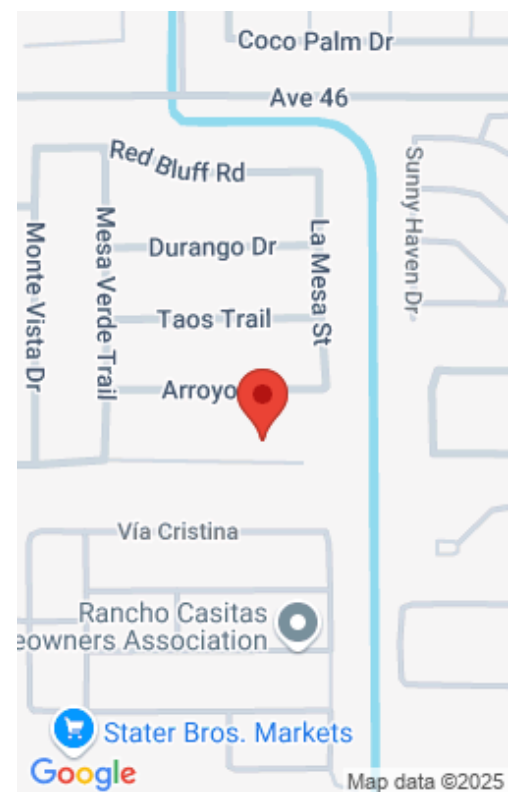 Coco Palm Dr
Ave 46
Red Bluff Rd
Sunny Haven Dr
Monte Vista Dr
Mesa Verde Trail
Durango Dr
La Mesa St
Taos Trail
Arroyo
Vía Cristina
Rancho Casitas
eowners Association
Stater Bros. Markets
Google
Map data ©2025